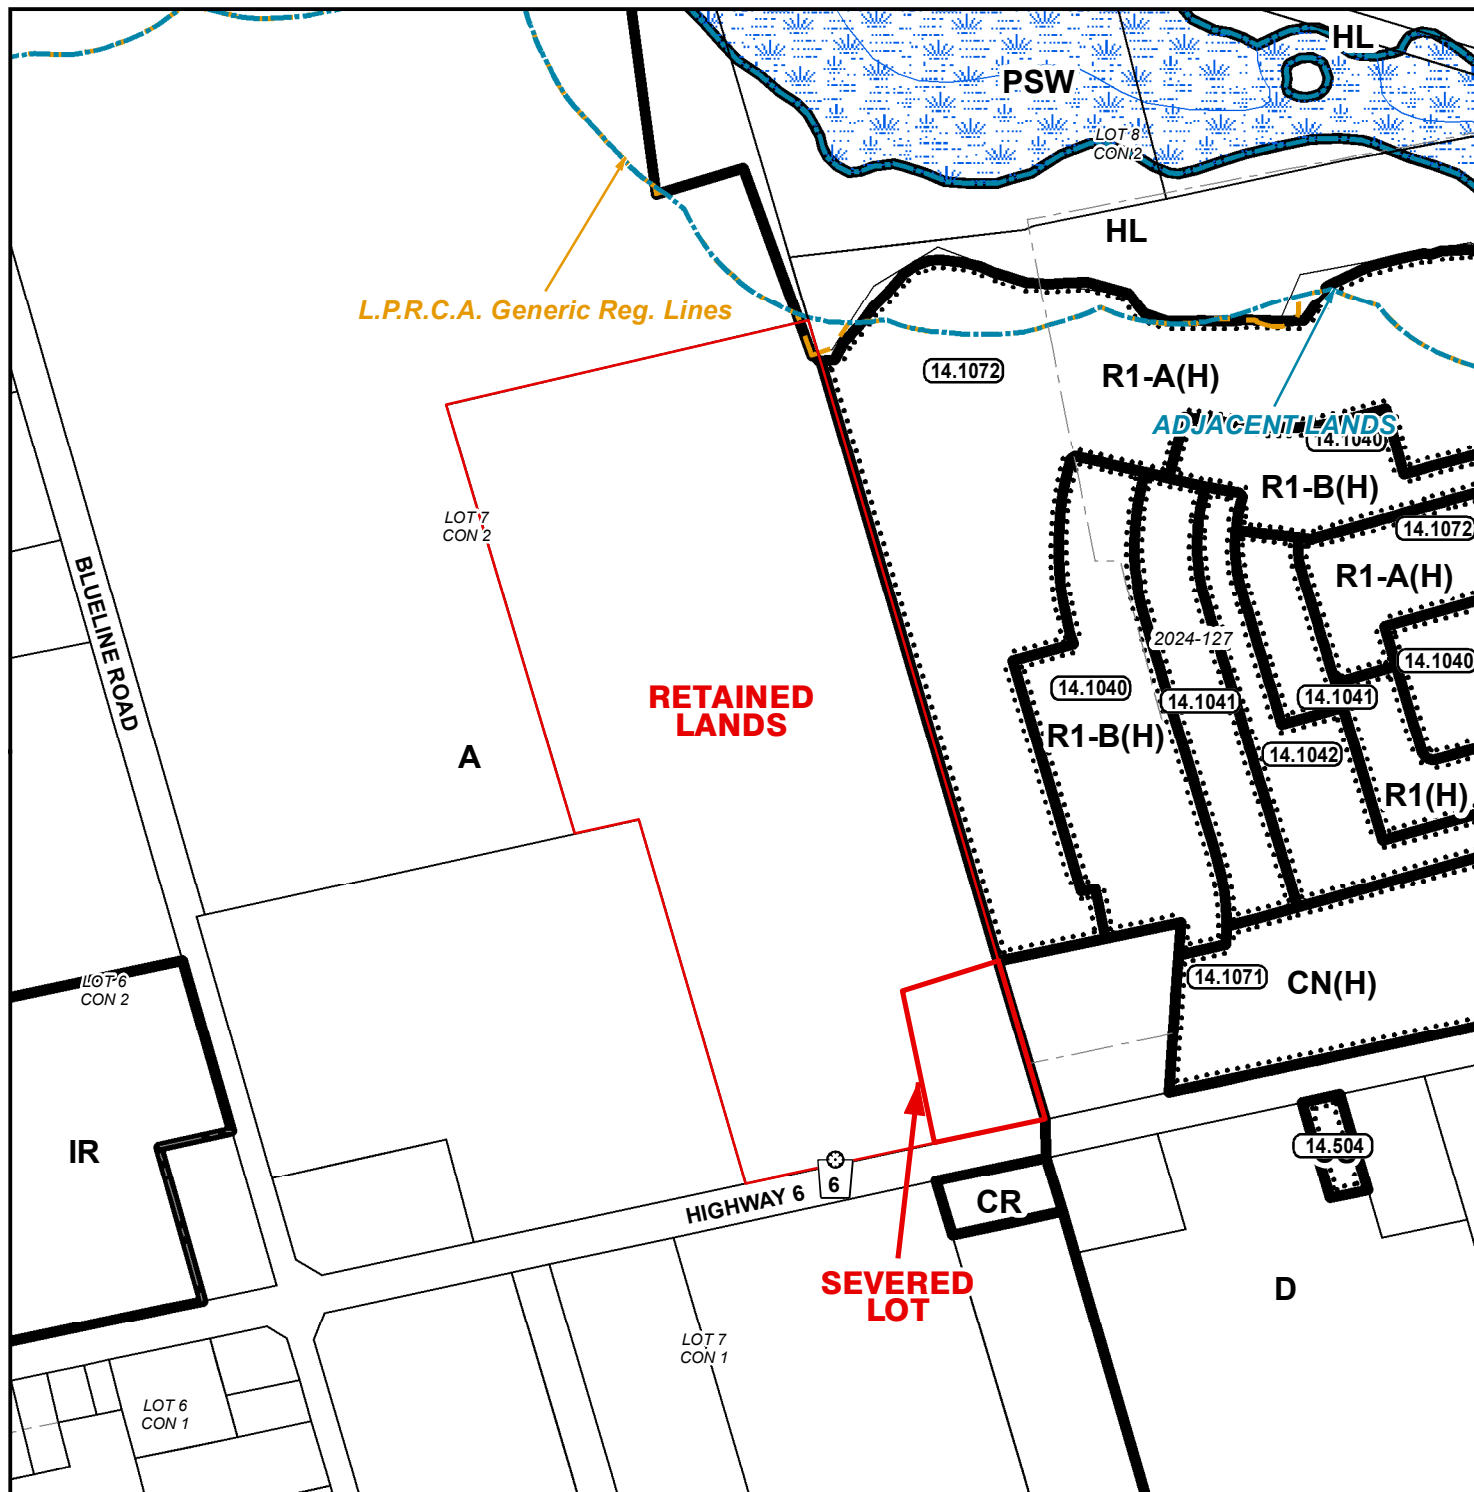 HL
PSW
LOT 8
CON 2
HL
L.P.R.C.A. Generic Reg. Lines
14.1072
R1-A(H)
ADJACENT LANDS
14.1040
R1-B(H)
LOT 7
CON 2
14.1072
R1-A(H)
BLUELINE ROAD
2024-127
14.1040
14.1040
14.1041
14.1041
RETAINED
LANDS
R1-B(H)
A
14.1042
R1(H)
LOT 6
CON 2
14.1071
CN(H)
IR
14.504
6
HIGHWAY 6
CR
SEVERED
LOT
D
LOT 7
CON 1
LOT 6
CON 1